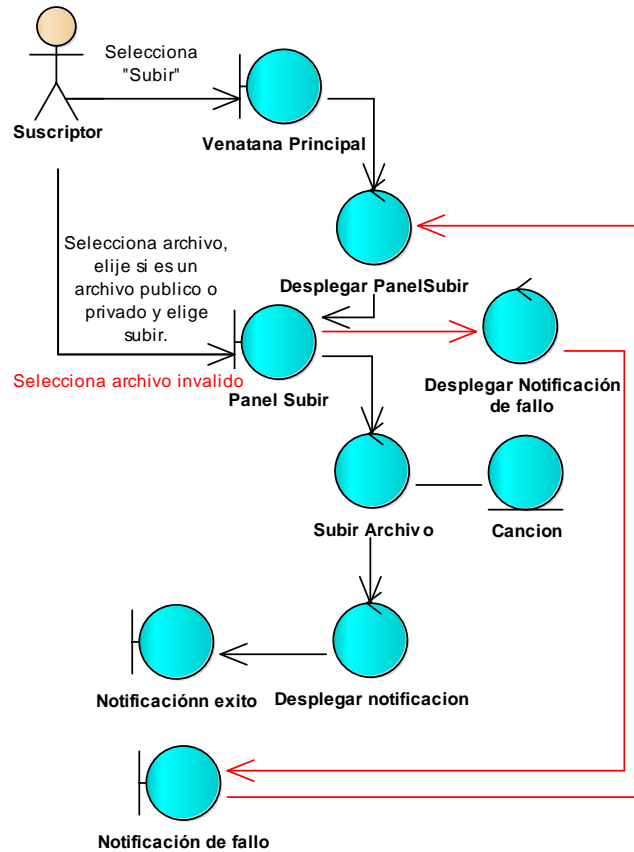 Selecciona
"Subir"
Suscriptor
Venatana Principal
Selecciona archivo,
elije si es un
archivo publico o
privado y elige
subir.
Desplegar PanelSubir
Selecciona archivo invalido
Panel Subir
Desplegar Notificación
de fallo
Subir Archivo
Cancion
Notificaciónn exito
Desplegar notificacion
Notificación de fallo